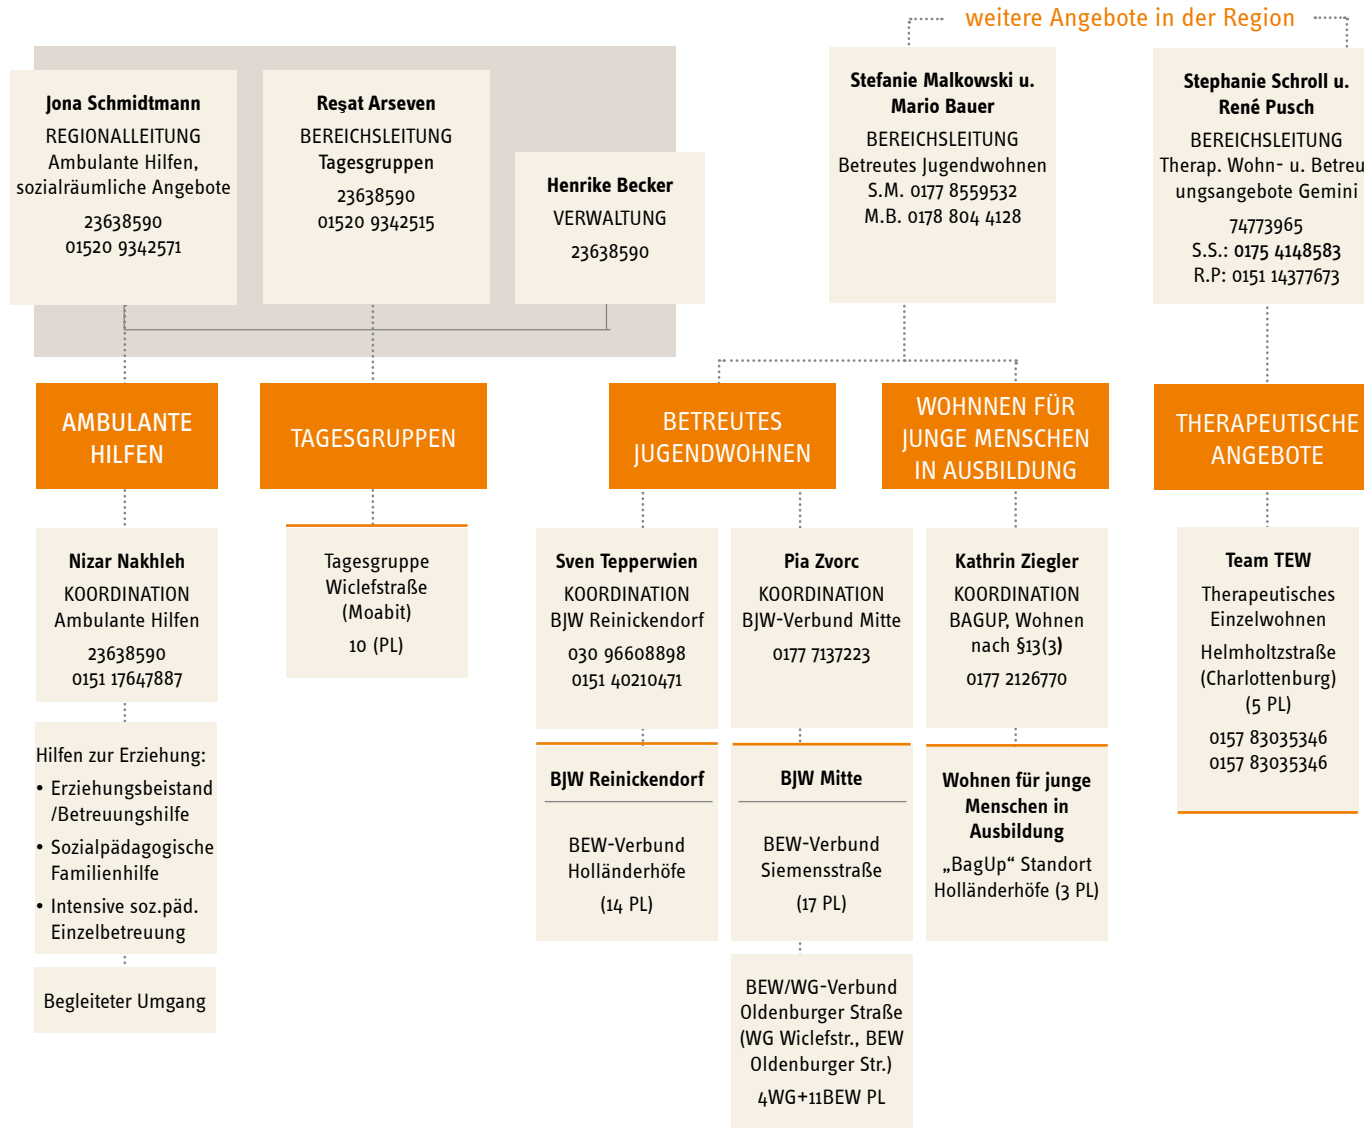 weitere Angebote in der Region
Jona Schmidtmann
REGIONALLEITUNG
Ambulante Hilfen,
sozialräumliche Angebote
23638590
01520 9342571
Reşat Arseven
BEREICHSLEITUNG
Tagesgruppen
23638590
01520 9342515
Henrike Becker
VERWALTUNG
23638590
Stefanie Malkowski u.
Mario Bauer
BEREICHSLEITUNG
Betreutes Jugendwohnen
S.M. 0177 8559532
M.B. 0178 804 4128
Stephanie Schroll u.
René Pusch
BEREICHSLEITUNG
Therap. Wohn- u. Betreu
ungsangebote Gemini
74773965
S.S.: 0175 4148583
R.P: 0151 14377673
AMBULANTE
HILFEN
TAGESGRUPPEN
BETREUTES
JUGENDWOHNEN
WOHNNEN FÜR
JUNGE MENSCHEN
IN AUSBILDUNG
THERAPEUTISCHE
ANGEBOTE
Nizar Nakhleh
KOORDINATION
Ambulante Hilfen
23638590
0151 17647887
Hilfen zur Erziehung:
• Erziehungsbeistand
/Betreuungshilfe
• Sozialpädagogische
Familienhilfe
• Intensive soz.päd.
Einzelbetreuung
Begleiteter Umgang
Tagesgruppe
Wiclefstraße
(Moabit)
10 (PL)
Sven Tepperwien
KOORDINATION
BJW Reinickendorf
030 96608898
0151 40210471
BJW Reinickendorf
BEW-Verbund
Holländerhöfe
(14 PL)
Pia Zvorc
KOORDINATION
BJW-Verbund Mitte
0177 7137223
BJW Mitte
BEW-Verbund
Siemensstraße
(17 PL)
BEW/WG-Verbund
Oldenburger Straße
(WG Wiclefstr., BEW
Oldenburger Str.)
4WG+11BEW PL
Kathrin Ziegler
KOORDINATION
BAGUP, Wohnen
nach §13(3)
0177 2126770
Wohnen für junge
Menschen in
Ausbildung
„BagUp“ Standort
Holländerhöfe (3 PL)
Team TEW
Therapeutisches
Einzelwohnen
Helmholtzstraße
(Charlottenburg)
(5 PL)
0157 83035346
0157 83035346